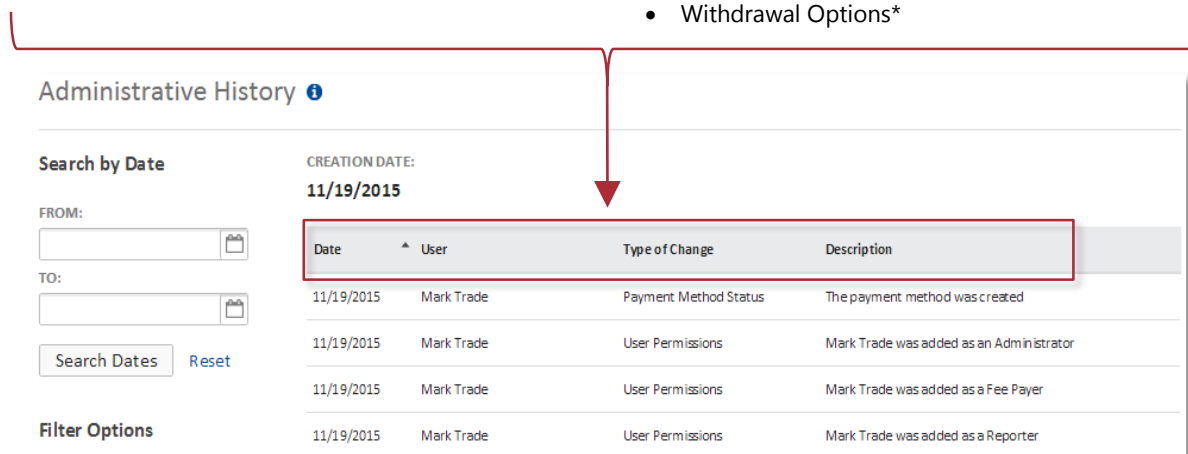 • Withdrawal Options*
Administrative History
Search by Date
FROM:
TO:
Search Dates Reset
Filter Options
CREATION DATE:
11/19/2015
Date User Type of Change Description
11/19/2015 Mark Trade Payment Method Status The payment method was created
11/19/2015 Mark Trade User Permissions Mark Trade was added as an Administrator
11/19/2015 Mark Trade User Permissions Mark Trade was added as a Fee Payer
11/19/2015 Mark Trade User Permissions Mark Trade was added as a Reporter